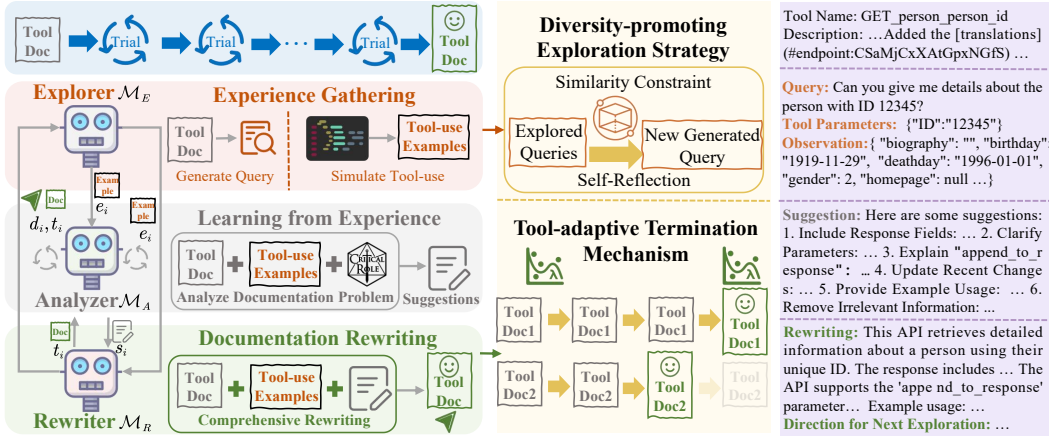 Tool
Doc
Trial
Trial
...
Trial
Tool
Doc
Explorer M_E
Experience Gathering
Tool
Doc
Generate Query
Tool-use
Examples
Simulate Tool-use
Doc
d_i, t_i
Exam
ple
e_i
Exam
ple
e_i
Learning from Experience
Tool
Doc
Tool-use
Examples
CRITICAL
ROLE
Analyze Documentation Problem
Suggestions
Analyzer M_A
Doc
t_i
s_i
Documentation Rewriting
Tool
Doc
Tool-use
Examples
Comprehensive Rewriting
Tool
Doc
Rewriter M_R
Diversity-promoting
Exploration Strategy
Similarity Constraint
Explored
Queries
New Generated
Query
Self-Reflection
Tool-adaptive Termination
Mechanism
Tool
Doc1
Tool
Doc1
Tool
Doc1
Tool
Doc1
Tool
Doc2
Tool
Doc2
Tool
Doc2
Tool
Doc2
Tool Name: GET_person_person_id
Description: …Added the [translations]
(#endpoint:CSaMjCxXAtGpxNGfS) …
Query: Can you give me details about the
person with ID 12345?
Tool Parameters: {"ID":"12345"}
Observation:{ "biography": "", "birthday":
"1919-11-29", "deathday": "1996-01-01",
"gender": 2, "homepage": null …}
Suggestion: Here are some suggestions:
1. Include Response Fields: … 2. Clarify
Parameters: … 3. Explain "append_to_r
esponse": … 4. Update Recent Change
s: … 5. Provide Example Usage: … 6.
Remove Irrelevant Information: ...
Rewriting: This API retrieves detailed
information about a person using their
unique ID. The response includes … The
API supports the 'appe nd_to_response'
parameter… Example usage: …
Direction for Next Exploration: …